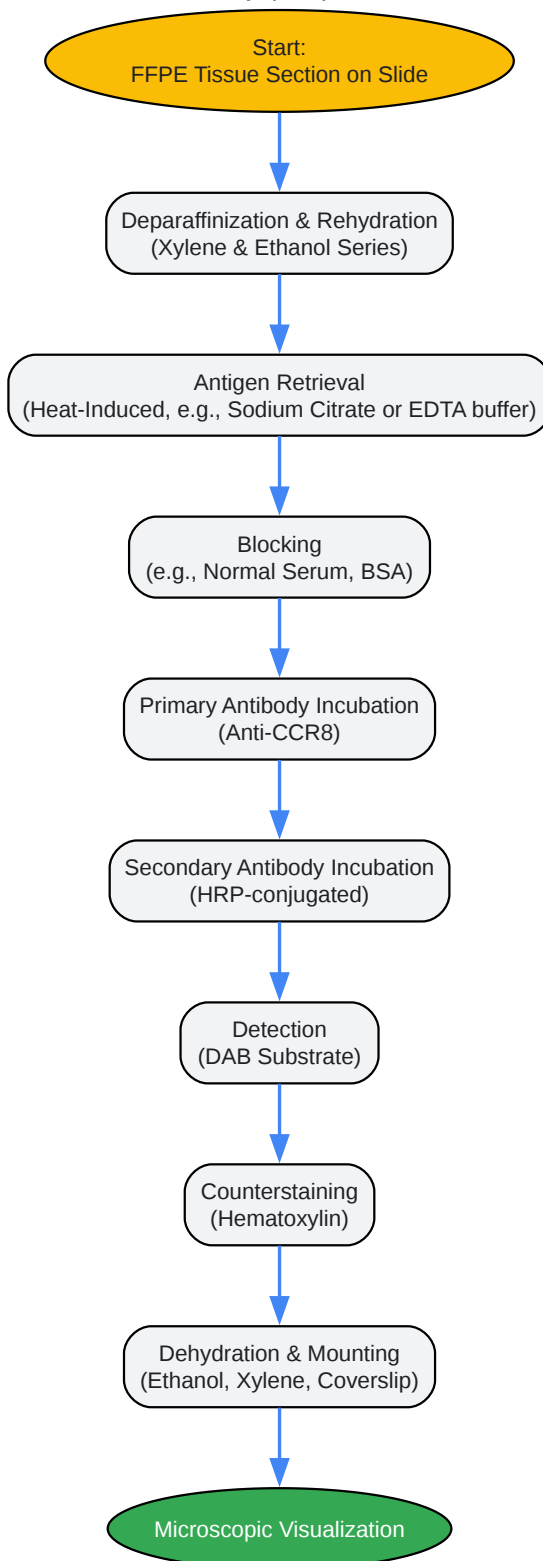 Start:
FFPE Tissue Section on Slide
Deparaffinization & Rehydration
(Xylene & Ethanol Series)
Antigen Retrieval
(Heat-Induced, e.g., Sodium Citrate or EDTA buffer)
Blocking
(e.g., Normal Serum, BSA)
Primary Antibody Incubation
(Anti-CCR8)
Secondary Antibody Incubation
(HRP-conjugated)
Detection
(DAB Substrate)
Counterstaining
(Hematoxylin)
Dehydration & Mounting
(Ethanol, Xylene, Coverslip)
Microscopic Visualization